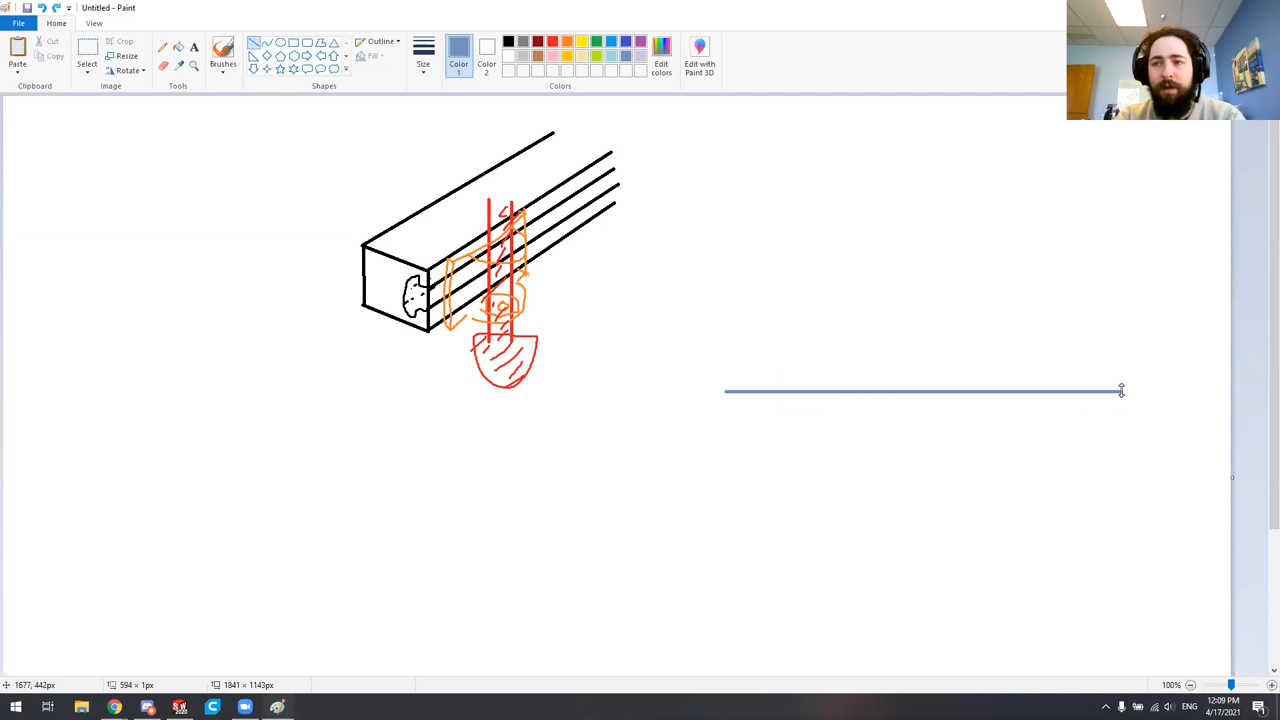 Untitled - Paint
File Home View
Paste
Cut
Copy
Clipboard
Select
Crop
Resize
Rotate
Image
A
Tools
Brushes
Outline
Fill
Shapes
Size
Color 1
Color 2
Edit colors
Colors
Edit with Paint 3D
1677, 442px
594 × 1px
1841 × 1143px
100%
ENG
12:09 PM
4/17/2021